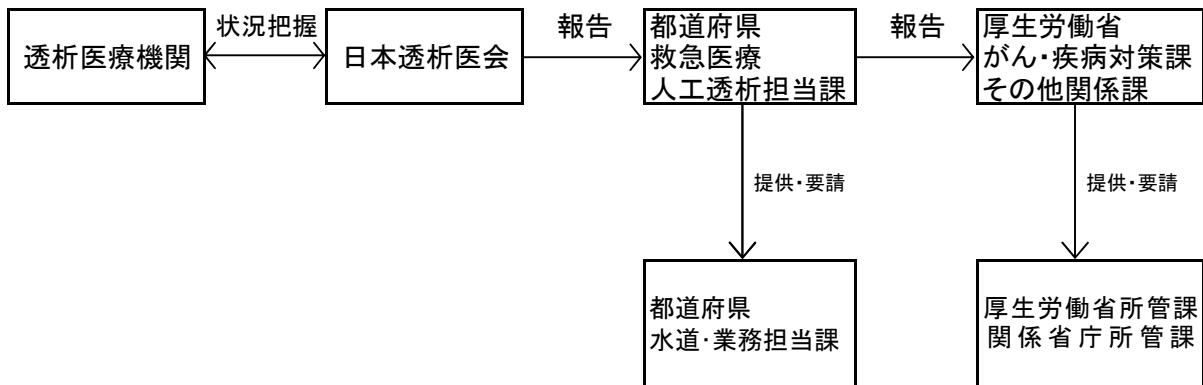 透析医療機関
状況把握
日本透析医会
報告
都道府県
救急医療
人工透析担当課
報告
厚生労働省
がん・疾病対策課
その他関係課
提供・要請
提供・要請
都道府県
水道・業務担当課
厚生労働省所管課
関係省庁所管課